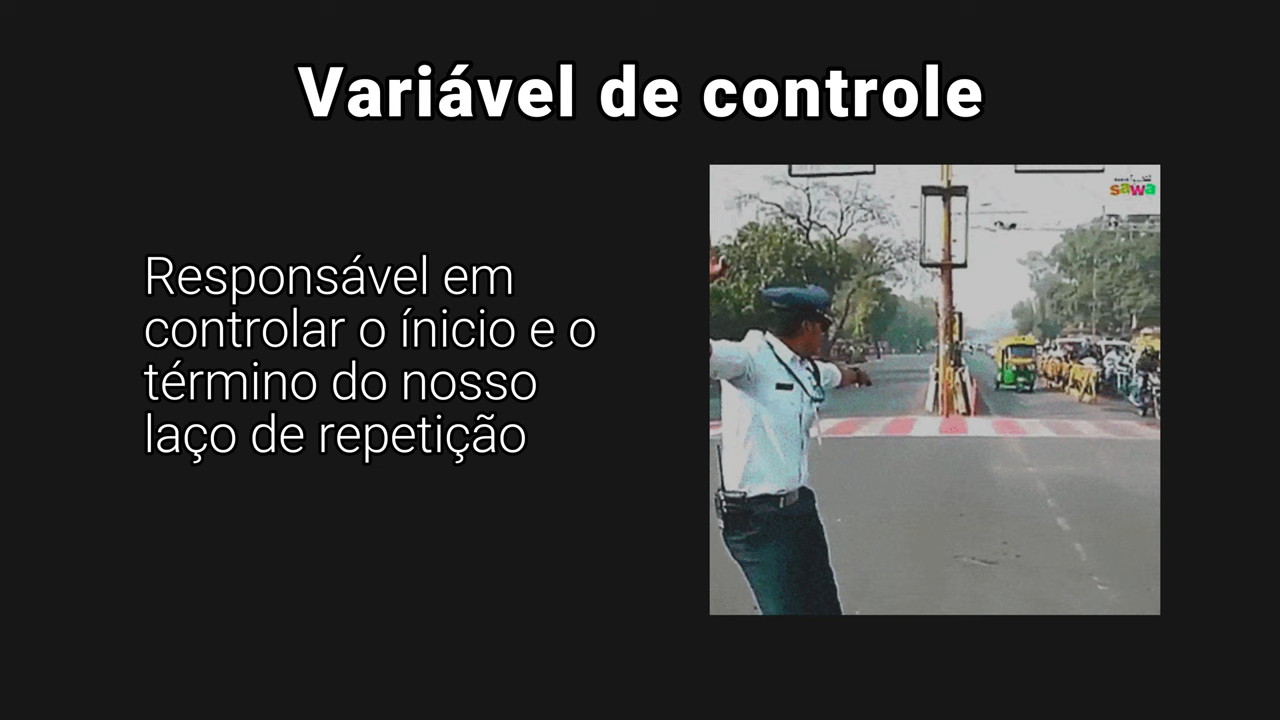 Variável de controle
Responsável em
controlar o ínicio e o
término do nosso
laço de repetição
sawa